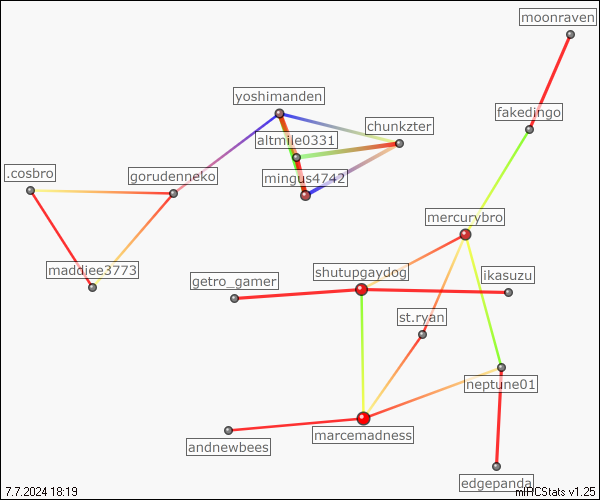 moonraven
yoshimanden
fakedingo
chunkzter
altmile0331
.cosbro
gorudenneko
mingus4742
mercurybro
maddiee3773
shutupgaydog
ikasuzu
getro_gamer
st.ryan
neptune01
marcemadness
andnewbees
edgepanda
7.7.2024 18:19
mIRCStats v1.25